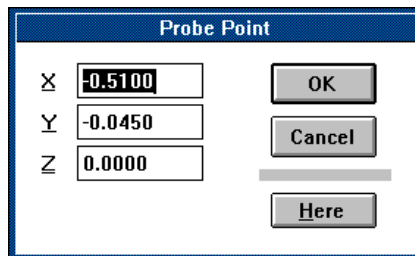 Probe Point
X -0.5100
Y -0.0450
Z 0.0000
OK
Cancel
Here